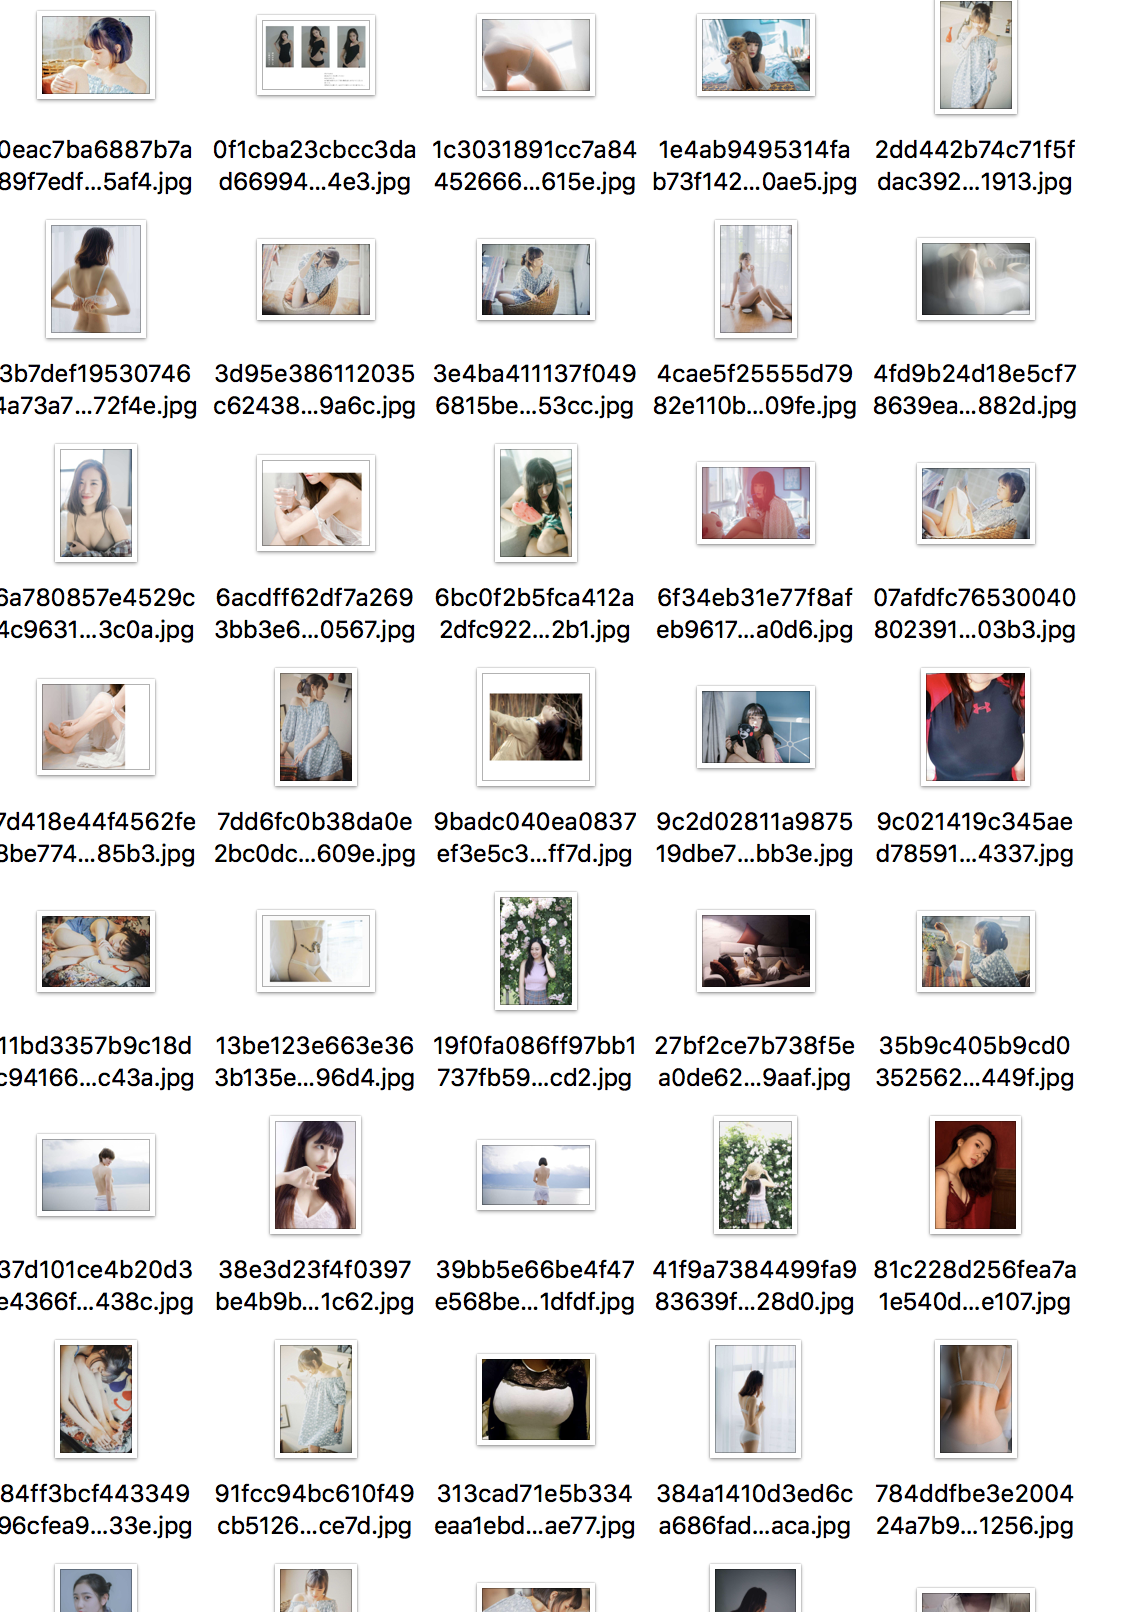 0eac7ba6887b7a
89f7edf...5af4.jpg
0f1cba23cbcc3da
d66994...4e3.jpg
1c3031891cc7a84
452666...615e.jpg
1e4ab9495314fa
b73f142...0ae5.jpg
2dd442b74c71f5f
dac392...1913.jpg
3b7def19530746
4a73a7...72f4e.jpg
3d95e386112035
c62438...9a6c.jpg
3e4ba411137f049
6815be...53cc.jpg
4cae5f25555d79
82e110b...09fe.jpg
4fd9b24d18e5cf7
8639ea...882d.jpg
6a780857e4529c
4c9631...3c0a.jpg
6acdff62df7a269
3bb3e6...0567.jpg
6bc0f2b5fca412a
2dfc922...2b1.jpg
6f34eb31e77f8af
eb9617...a0d6.jpg
07afdfc76530040
802391...03b3.jpg
7d418e44f4562fe
3be774...85b3.jpg
7dd6fc0b38da0e
2bc0dc...609e.jpg
9badc040ea0837
ef3e5c3...ff7d.jpg
9c2d02811a9875
19dbe7...bb3e.jpg
9c021419c345ae
d78591...4337.jpg
11bd3357b9c18d
c94166...c43a.jpg
13be123e663e36
3b135e...96d4.jpg
19f0fa086ff97bb1
737fb59...cd2.jpg
27bf2ce7b738f5e
a0de62...9aaf.jpg
35b9c405b9cd0
352562...449f.jpg
37d101ce4b20d3
e4366f...438c.jpg
38e3d23f4f0397
be4b9b...1c62.jpg
39bb5e66be4f47
e568be...1dfdf.jpg
41f9a7384499fa9
83639f...28d0.jpg
81c228d256fea7a
1e540d...e107.jpg
84ff3bcf443349
96cfea9...33e.jpg
91fcc94bc610f49
cb5126...ce7d.jpg
313cad71e5b334
eaa1ebd...ae77.jpg
384a1410d3ed6c
a686fad...aca.jpg
784ddfbe3e2004
24a7b9...1256.jpg